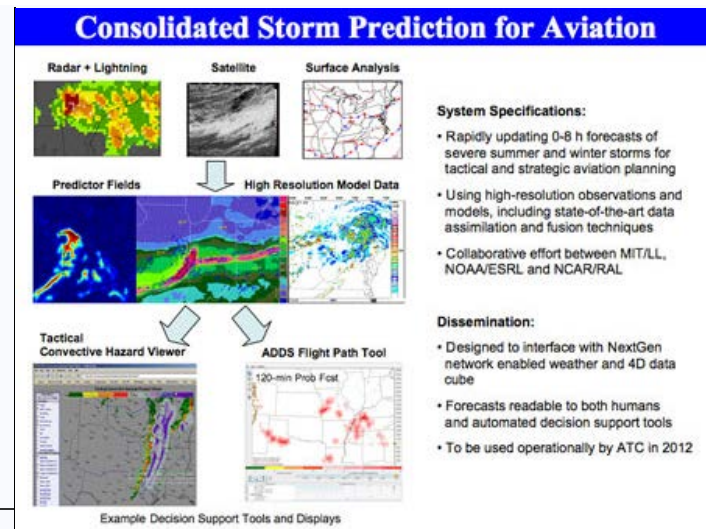 Consolidated Storm Prediction for Aviation
Radar + Lightning
Satellite
Surface Analysis
Predictor Fields
High Resolution Model Data
Tactical
Convective Hazard Viewer
ADDS Flight Path Tool
120-min Prob Fcst
Example Decision Support Tools and Displays
System Specifications:
• Rapidly updating 0-8 h forecasts of
severe summer and winter storms for
tactical and strategic aviation planning
• Using high-resolution observations and
models, including state-of-the-art data
assimilation and fusion techniques
• Collaborative effort between MIT/LL,
NOAA/ESRL and NCAR/RAL
Dissemination:
• Designed to interface with NextGen
network enabled weather and 4D data
cube
• Forecasts readable to both humans
and automated decision support tools
• To be used operationally by ATC in 2012